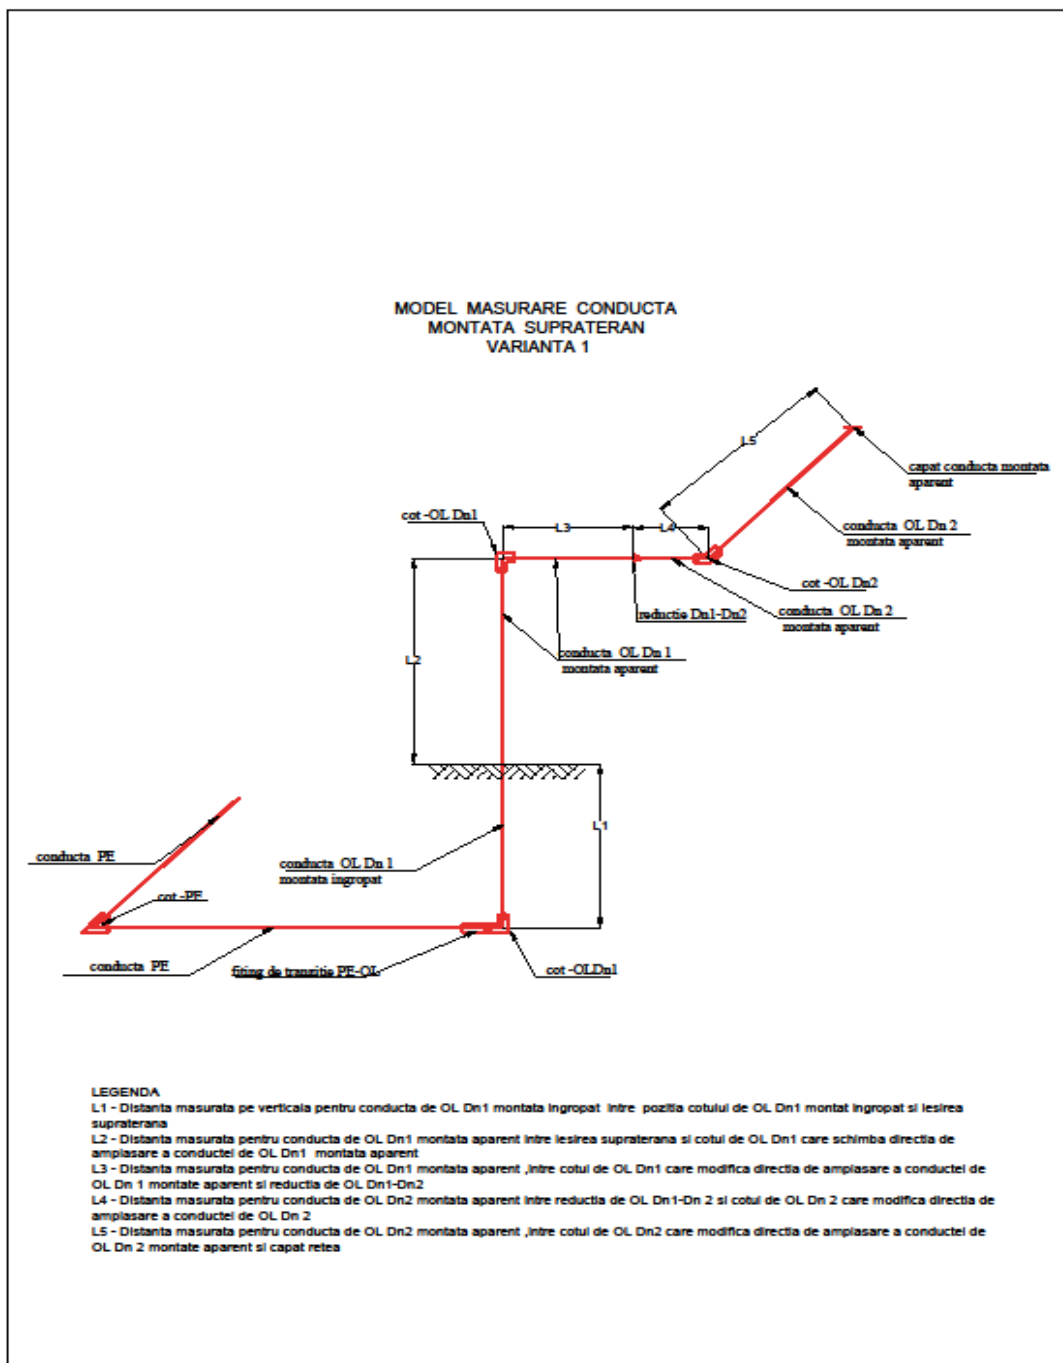 MODEL MASURARE CONDUCTA
MONTATA SUPRATERAN
VARIANTA 1
L5
capat conducta montata
aparent
cot -OL Dn1
L3
L4
conducta OL Dn 2
montata aparent
cot -OL Dn2
reductie Dn1-Dn2
conducta OL Dn 2
montata aparent
L2
conducta OL Dn 1
montata aparent
L1
conducta PE
conducta OL Dn 1
montata ingropat
cot -PE
conducta PE
fiting de tranzitie PE-OL
cot -OLDn1
LEGENDA
L1 - Distanta masurata pe verticala pentru conducta de OL Dn1 montata ingropat intre pozitia cotului de OL Dn1 montat ingropat si iesirea
supraterana
L2 - Distanta masurata pentru conducta de OL Dn1 montata aparent intre iesirea supraterana si cotul de OL Dn1 care schimba directia de
amplasare a conductei de OL Dn1 montata aparent
L3 - Distanta masurata pentru conducta de OL Dn1 montata aparent ,intre cotul de OL Dn1 care modifica directia de amplasare a conductei de
OL Dn 1 montate aparent si reductia de OL Dn1-Dn2
L4 - Distanta masurata pentru conducta de OL Dn2 montata aparent intre reductia de OL Dn1-Dn 2 si cotul de OL Dn 2 care modifica directia de
amplasare a conductei de OL Dn 2
L5 - Distanta masurata pentru conducta de OL Dn2 montata aparent ,intre cotul de OL Dn2 care modifica directia de amplasare a conductei de
OL Dn 2 montate aparent si capat retea